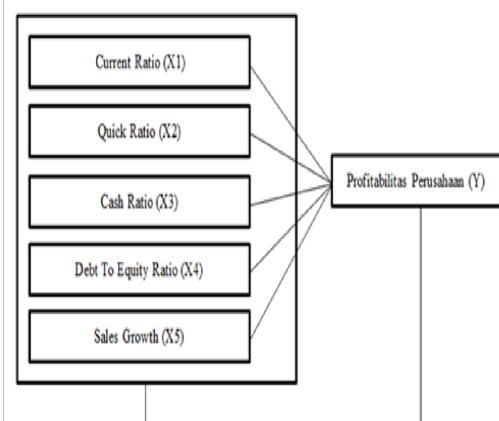 Current Ratio (X1)
Quick Ratio (X2)
Cash Ratio (X3)
Debt To Equity Ratio (X4)
Sales Growth (X5)
Profitabilitas Perusahaan (Y)